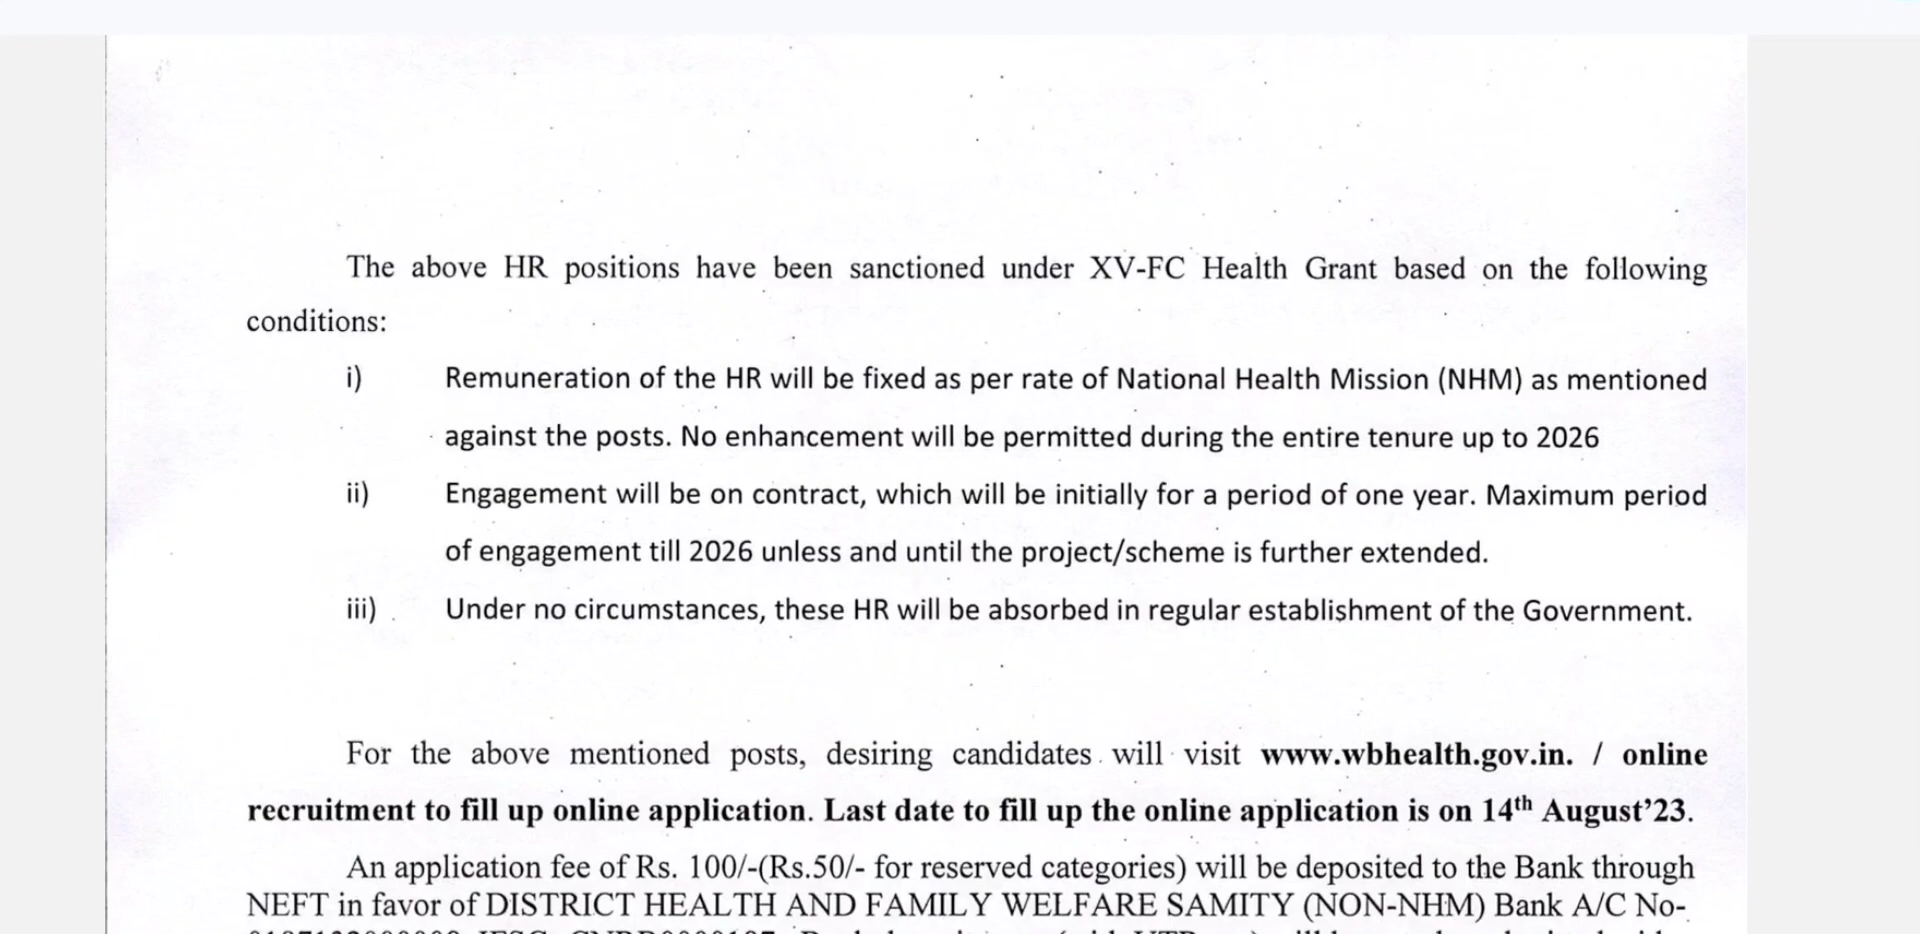 The above HR positions have been sanctioned under XV-FC Health Grant based on the following
conditions:
i) Remuneration of the HR will be fixed as per rate of National Health Mission (NHM) as mentioned
against the posts. No enhancement will be permitted during the entire tenure up to 2026
ii) Engagement will be on contract, which will be initially for a period of one year. Maximum period
of engagement till 2026 unless and until the project/scheme is further extended.
iii) Under no circumstances, these HR will be absorbed in regular establishment of the Government.
For the above mentioned posts, desiring candidates will visit www.wbhealth.gov.in. / online
recruitment to fill up online application. Last date to fill up the online application is on 14th August’23.
An application fee of Rs. 100/-(Rs.50/- for reserved categories) will be deposited to the Bank through
NEFT in favor of DISTRICT HEALTH AND FAMILY WELFARE SAMITY (NON-NHM) Bank A/C No-